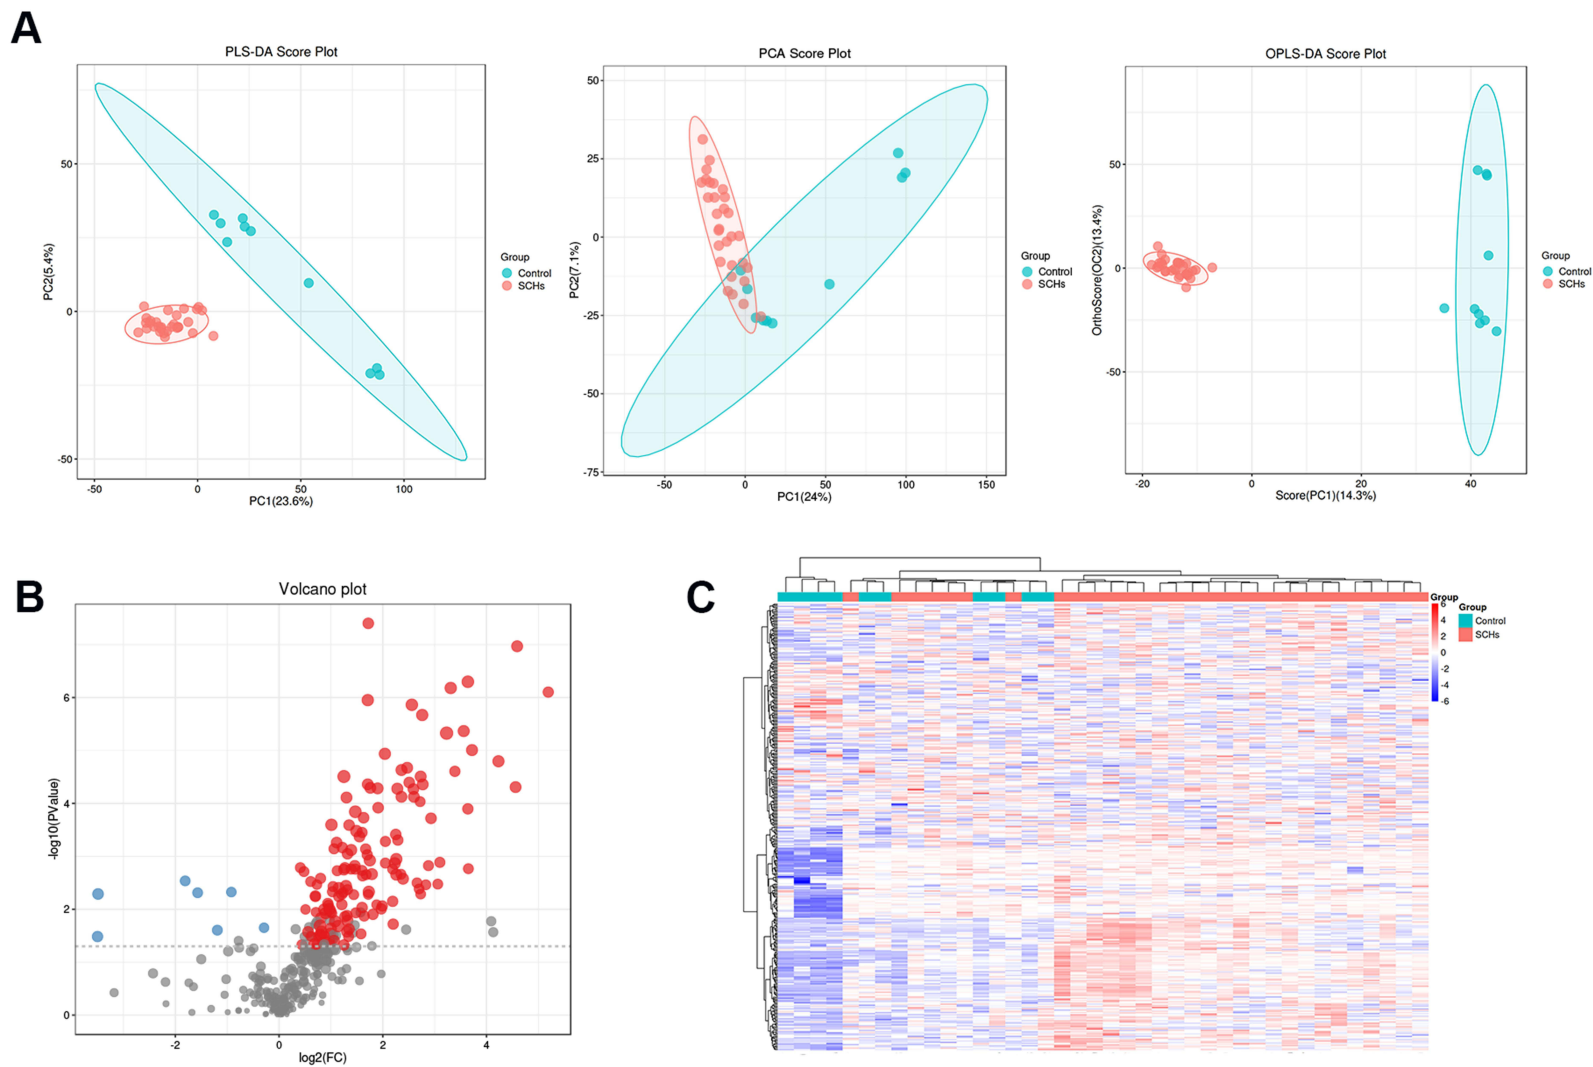 A
PLS-DA Score Plot
PC2(5.4%)
50
0
-50
-50
0
50
100
PC1(23.6%)
Group
Control
SCHs
PCA Score Plot
PC2(7.1%)
50
25
0
-25
-50
-75
-50
0
50
100
150
PC1(24%)
Group
Control
SCHs
OPLS-DA Score Plot
OrthoScore(OC2)(13.4%)
50
0
-50
-20
0
20
40
Score(PC1)(14.3%)
Group
Control
SCHs
B
Volcano plot
-log10(PValue)
6
4
2
0
-2
0
2
4
log2(FC)
C
Group
6
4
2
0
-2
-4
-6
Group
Control
SCHs